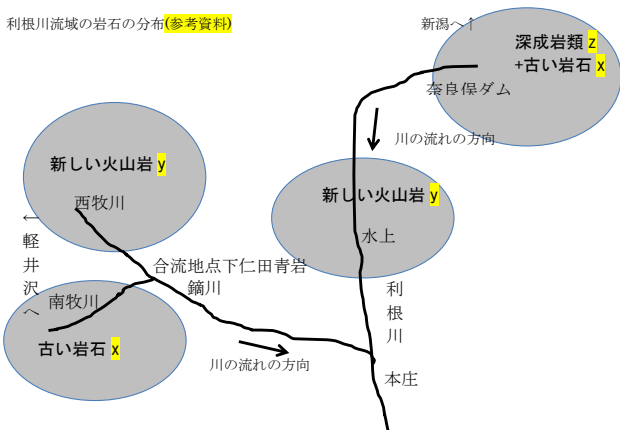 利根川流域の岩石の分布(参考資料)
新潟へ↑
深成岩類 z
+古い岩石 x
奈良俣ダム
川の流れの方向
新しい火山岩 y
西牧川
新しい火山岩 y
水上
←軽井沢へ
合流地点下仁田青岩
鏑川
南牧川
利根川
古い岩石 x
川の流れの方向
本庄